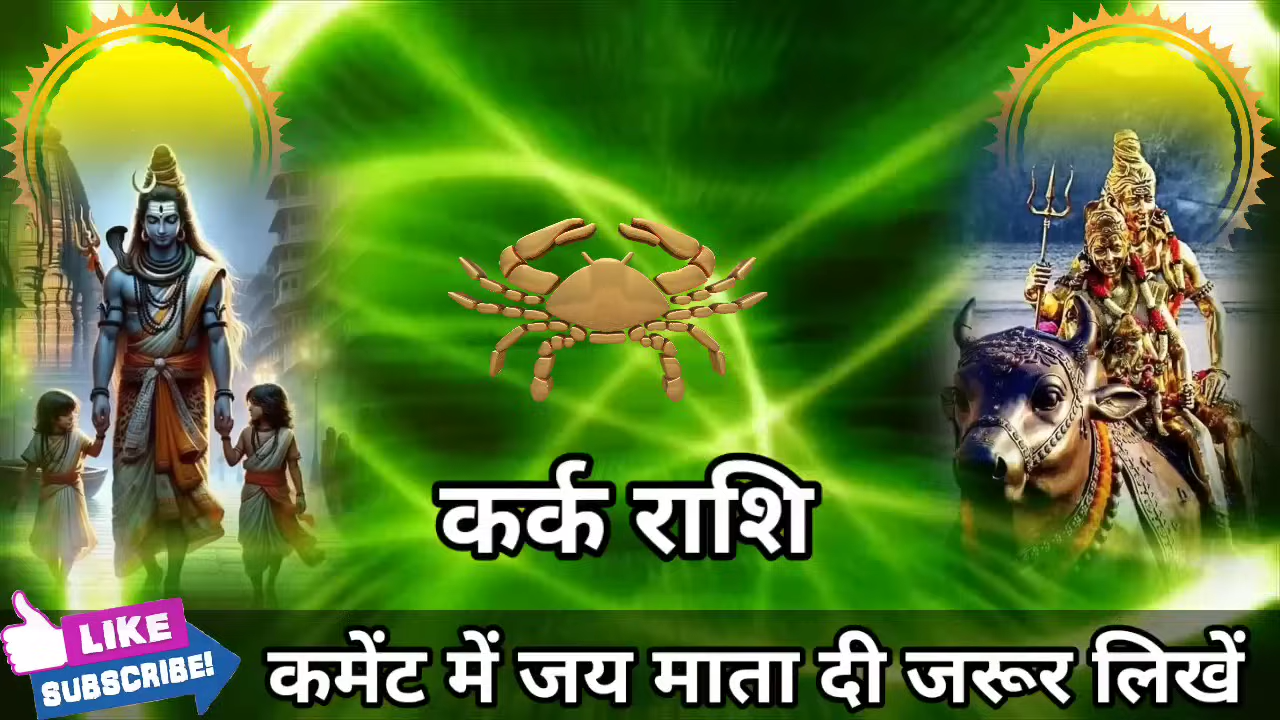 कर्क राशि
LIKE
SUBSCRIBE!
कमेंट में जय माता दी जरूर लिखें